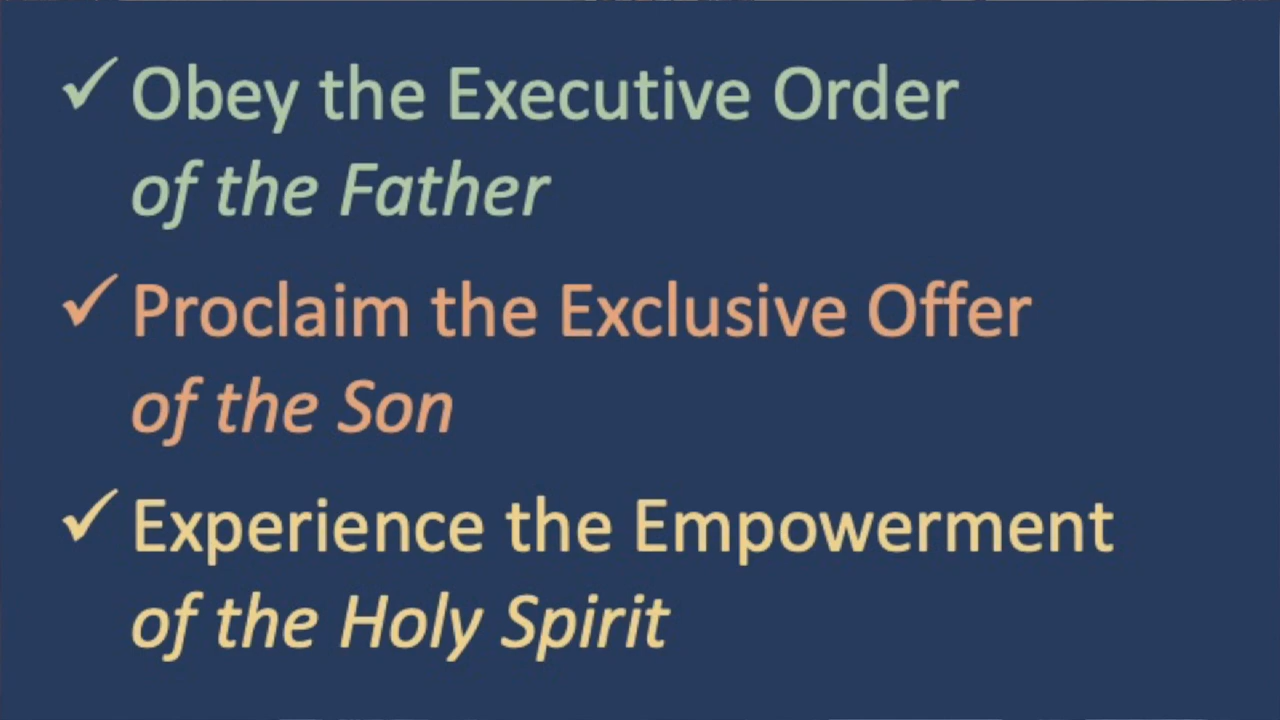 ✓ Obey the Executive Order
of the Father
✓ Proclaim the Exclusive Offer
of the Son
✓ Experience the Empowerment
of the Holy Spirit